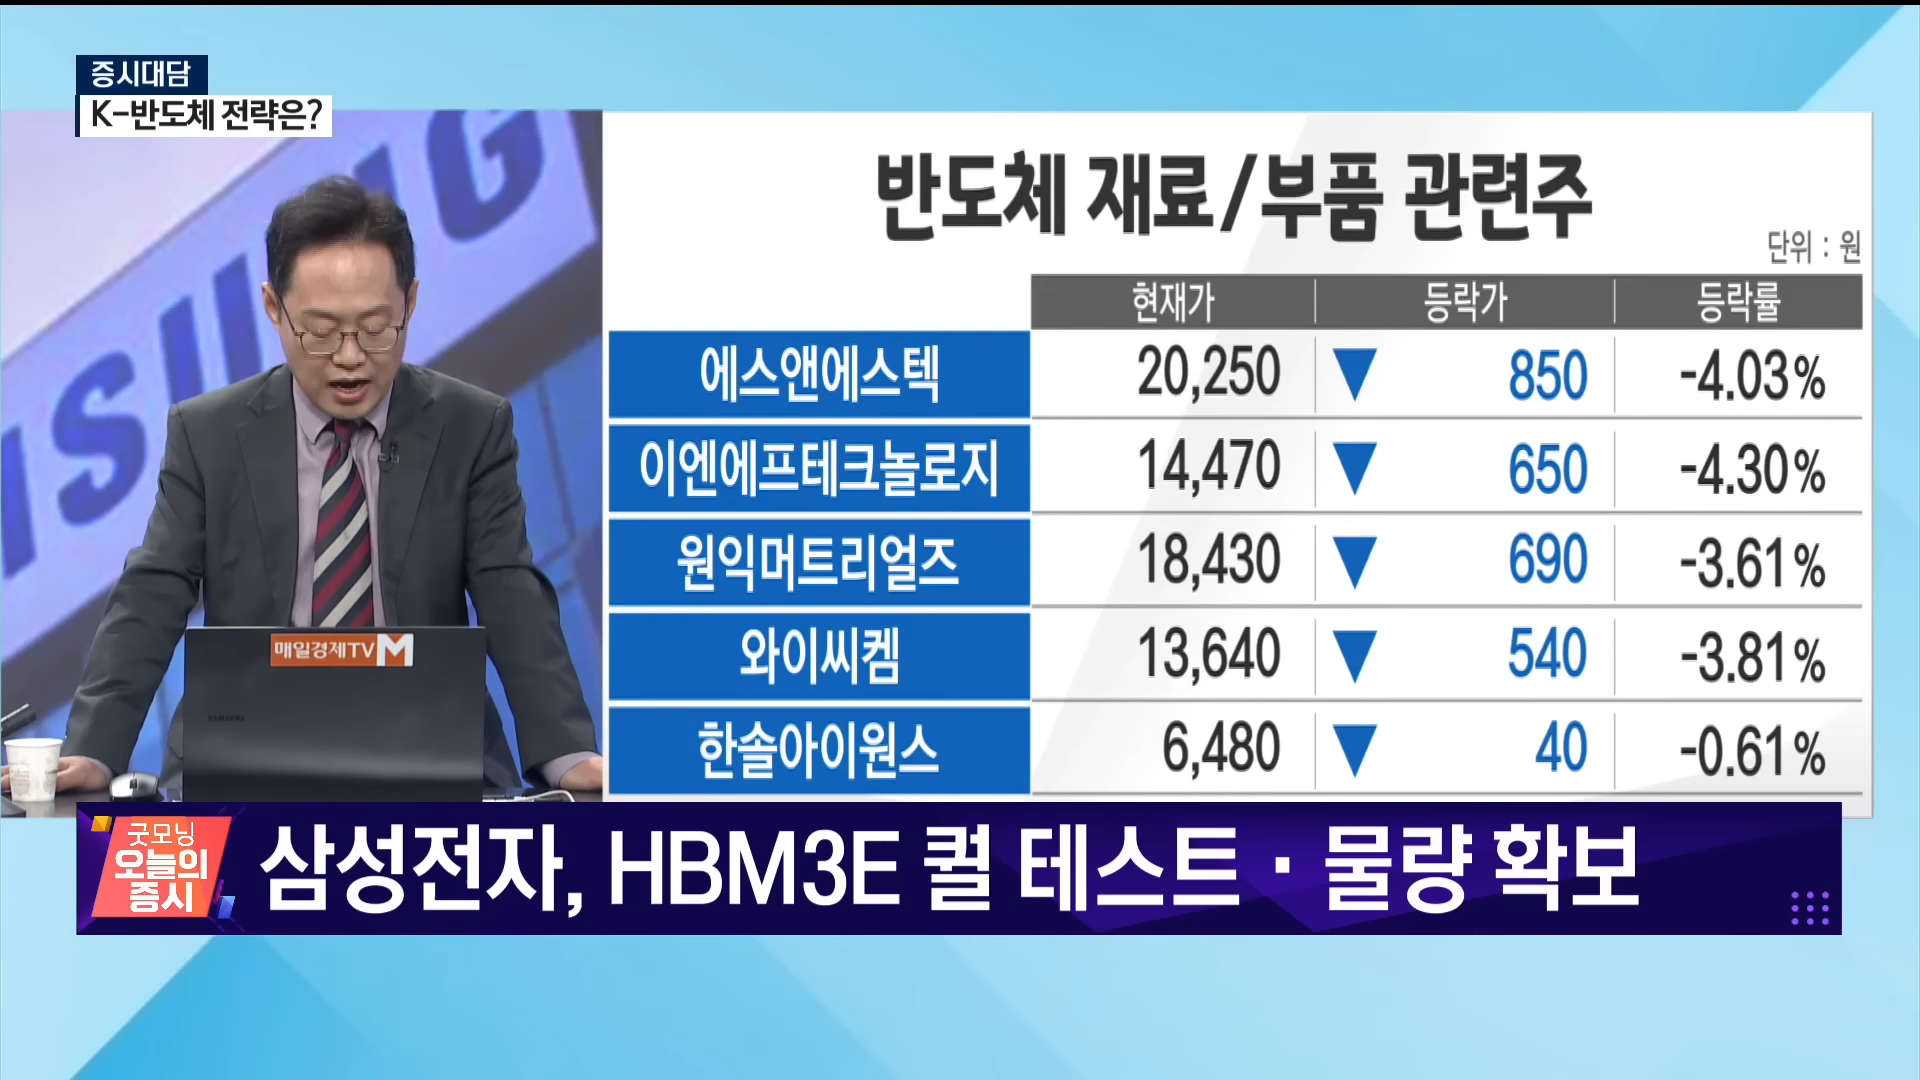 증시대담
K-반도체 전략은?
SAMSUNG
반도체 재료/부품 관련주
단위 : 원
현재가 등락가 등락률
에스앤에스텍 20,250 ▼ 850 -4.03%
이엔에프테크놀로지 14,470 ▼ 650 -4.30%
원익머트리얼즈 18,430 ▼ 690 -3.61%
와이씨켐 13,640 ▼ 540 -3.81%
한솔아이원스 6,480 ▼ 40 -0.61%
매일경제TV M
SAMSUNG
굿모닝
오늘의
증시
삼성전자, HBM3E 퀄 테스트·물량 확보